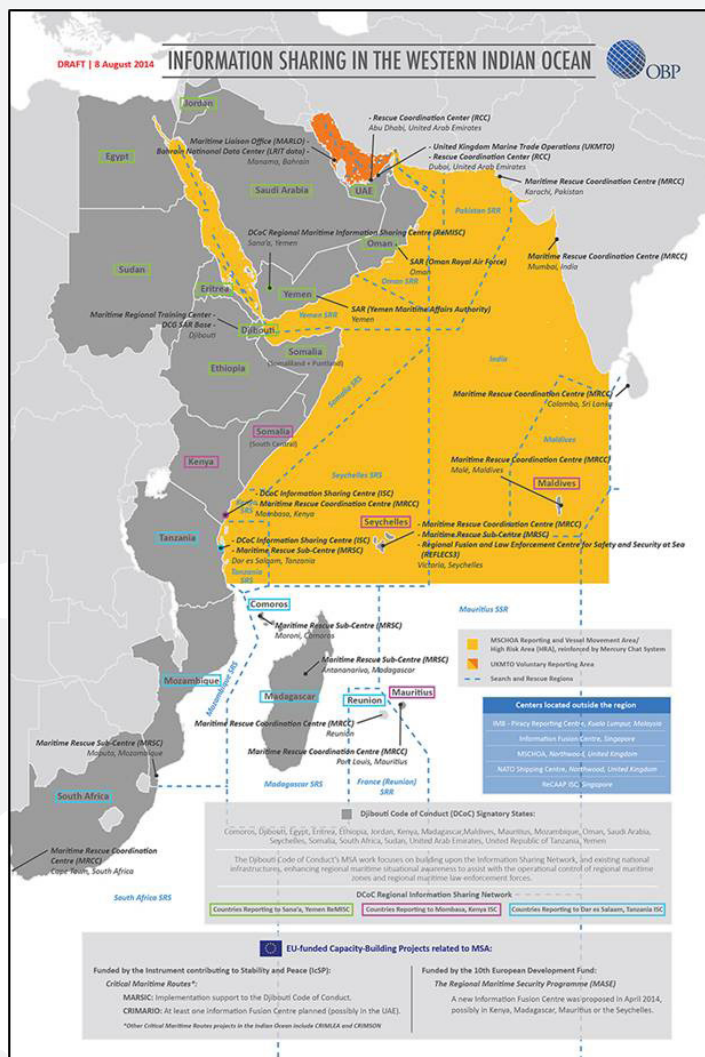 DRAFT | 8 August 2014
INFORMATION SHARING IN THE WESTERN INDIAN OCEAN
OBP
Jordan
Egypt
Saudi Arabia
Sudan
Eritrea
Djibouti
Ethiopia
Yemen
Oman
UAE
Somalia
(Somaliland + Puntland)
Somalia
(South Central)
Kenya
Tanzania
Mozambique
South Africa
Comoros
Madagascar
Reunion
Mauritius
Seychelles
Maldives
- Rescue Coordination Center (RCC)
Abu Dhabi, United Arab Emirates
Maritime Liaison Office (MARLO) -
Bahrain Natinonal Data Center (LRIT data) -
Manama, Bahrain
- United Kingdom Marine Trade Operations (UKMTO)
- Rescue Coordination Center (RCC)
Dubai, United Arab Emirates
Maritime Rescue Coordination Centre (MRCC)
Karachi, Pakistan
Maritime Rescue Coordination Centre (MRCC)
Mumbai, India
DCoC Regional Maritime Information Sharing Centre (ReMISC)
Sana'a, Yemen
SAR (Oman Royal Air Force)
Oman
SAR (Yemen Maritime Affairs Authority)
Yemen
Maritime Regional Training Center -
DCG SAR Base -
Djibouti
Pakistan SRR
Oman SRR
Yemen SRR
India
Somalia SRS
Seychelles SRS
Maldives
Maritime Rescue Coordination Centre (MRCC)
Colombo, Sri Lanka
Maritime Rescue Coordination Centre (MRCC)
Malé, Maldives
- DCoC Information Sharing Centre (ISC)
- Maritime Rescue Coordination Centre (MRCC)
Mombasa, Kenya
SRS
- DCoC Information Sharing Centre (ISC)
- Maritime Rescue Sub-Centre (MRSC)
Dar es Salaam, Tanzania
Tanzania
SRS
- Maritime Rescue Coordination Centre (MRCC)
- Maritime Rescue Sub-Centre (MRSC)
- Regional Fusion and Law Enforcement Centre for Safety and Security at Sea
(REFLECS3)
Victoria, Seychelles
Mauritius SSR
Maritime Rescue Sub-Centre (MRSC)
Moroni, Comoros
Maritime Rescue Sub-Centre (MRSC)
Antananarivo, Madagascar
Mozambique SRS
Maritime Rescue Coordination Centre (MRCC)
Reunion
Maritime Rescue Coordination Centre (MRCC)
Port Louis, Mauritius
Maritime Rescue Sub-Centre (MRSC)
Maputo, Mozambique
Madagascar SRS
France (Reunion)
SRR
Maritime Rescue Coordination
Centre (MRCC)
Cape Town, South Africa
South Africa SRS
MSCHOA Reporting and Vessel Movement Area/
High Risk Area (HRA), reinforced by Mercury Chat System
UKMTO Voluntary Reporting Area
Search and Rescue Regions
Centers located outside the region
IMB - Piracy Reporting Centre, Kuala Lumpur, Malaysia
Information Fusion Centre, Singapore
MSCHOA, Northwood, United Kingdom
NATO Shipping Centre, Northwood, United Kingdom
ReCAAP ISC, Singapore
Djibouti Code of Conduct (DCoC) Signatory States:
Comoros, Djibouti, Egypt, Eritrea, Ethiopia, Jordan, Kenya, Madagascar,Maldives, Mauritius, Mozambique, Oman, Saudi Arabia,
Seychelles, Somalia, South Africa, Sudan, United Arab Emirates, United Republic of Tanzania, Yemen
The Djibouti Code of Conduct's MSA work focuses on building upon the Information Sharing Network, and existing national
infrastructures, enhancing regional maritime situational awareness to assist with the operational control of regional maritime
zones and regional maritime law enforcement forces.
DCoC Regional Information Sharing Network
Countries Reporting to Sana'a, Yemen ReMISC
Countries Reporting to Mombasa, Kenya ISC
Countries Reporting to Dar es Salaam, Tanzania ISC
EU-funded Capacity-Building Projects related to MSA:
Funded by the Instrument contributing to Stability and Peace (IcSP):
Critical Maritime Routes*:
MARSIC: Implementation support to the Djibouti Code of Conduct.
CRIMARIO: At least one information Fusion Centre planned (possibly in the UAE).
*Other Critical Maritime Routes projects in the Indian Ocean include CRIMLEA and CRIMSON
Funded by the 10th European Development Fund:
The Regional Maritime Security Programme (MASE)
A new Information Fusion Centre was proposed in April 2014,
possibly in Kenya, Madagascar, Mauritius or the Seychelles.